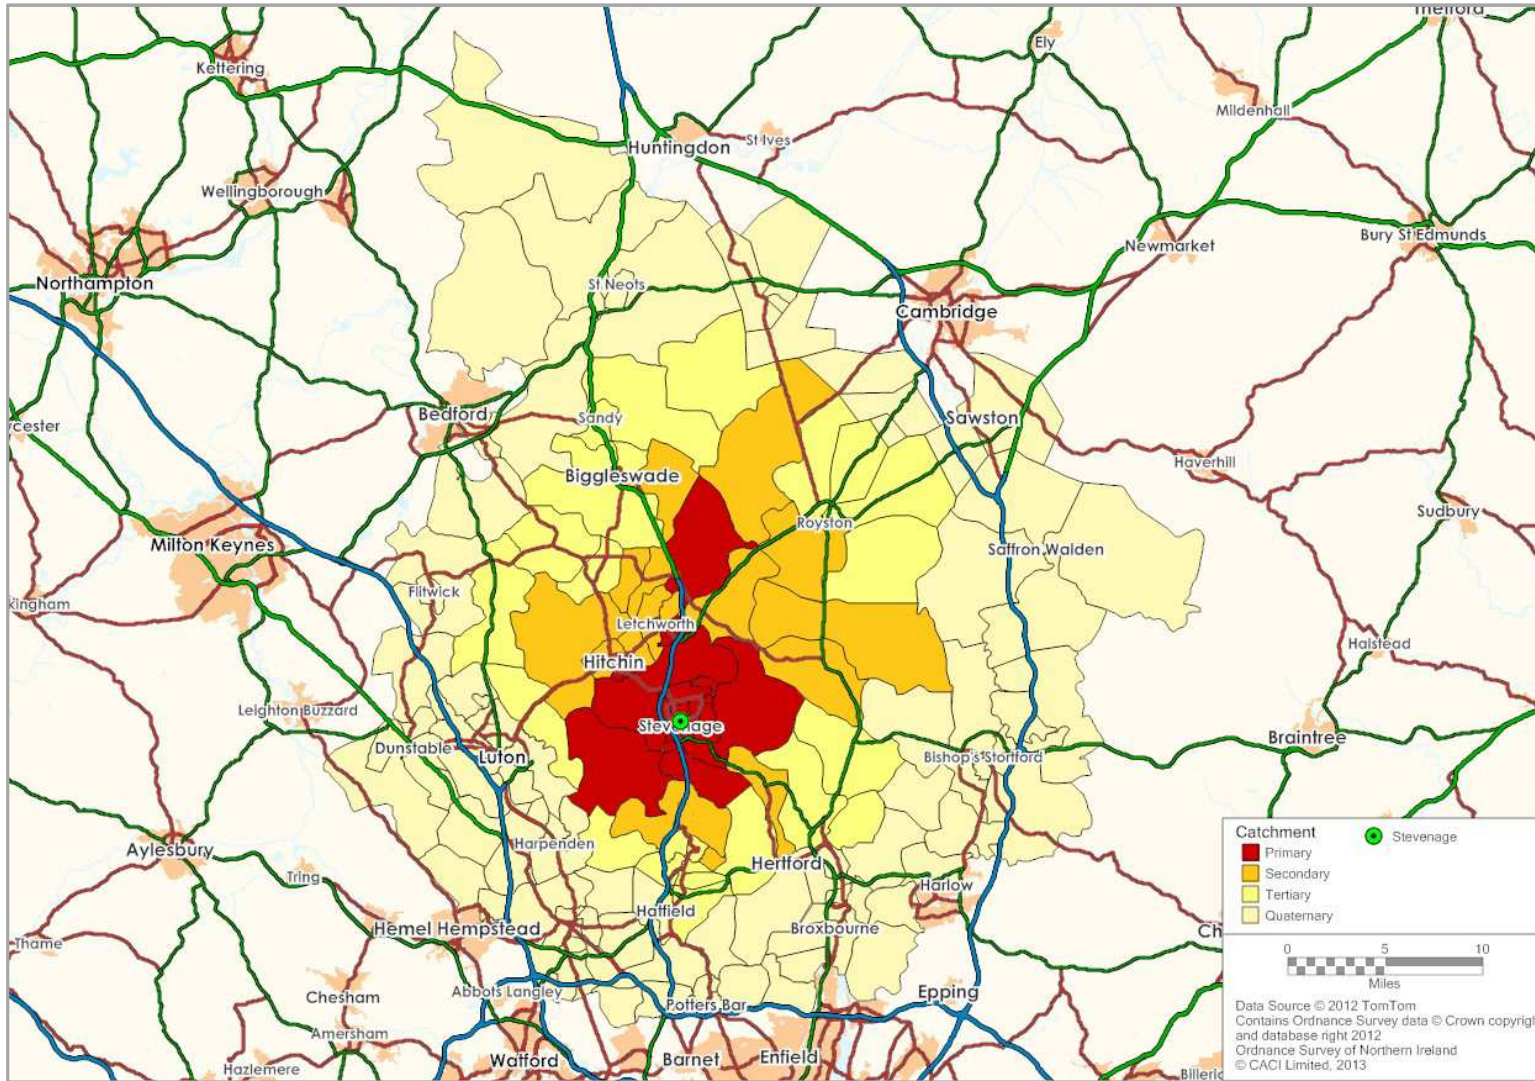 Thetford
Ely
Kettering
Mildenhall
Huntingdon
St Ives
Wellingborough
Bury St Edmunds
Newmarket
Northampton
St Neots
Cambridge
Bedford
Sandy
Sawston
cester
Haverhill
Biggleswade
Sudbury
Royston
Milton Keynes
Saffron Walden
Flitwick
kingham
Letchworth
Halstead
Hitchin
Leighton Buzzard
Stevenage
Braintree
Dunstable
Luton
Bishop's Stortford
Aylesbury
Harpenden
Hertford
Tring
Harlow
Hatfield
Hemel Hempstead
Broxbourne
Ch
Thame
Abbots Langley
Epping
Chesham
Potters Bar
Amersham
Watford
Barnet
Enfield
Hazlemere
Billeric
Catchment
Stevenage
Primary
Secondary
Tertiary
Quaternary
0 5 10
Miles
Data Source © 2012 TomTom
Contains Ordnance Survey data © Crown copyrigh
and database right 2012
Ordnance Survey of Northern Ireland
© CACI Limited, 2013